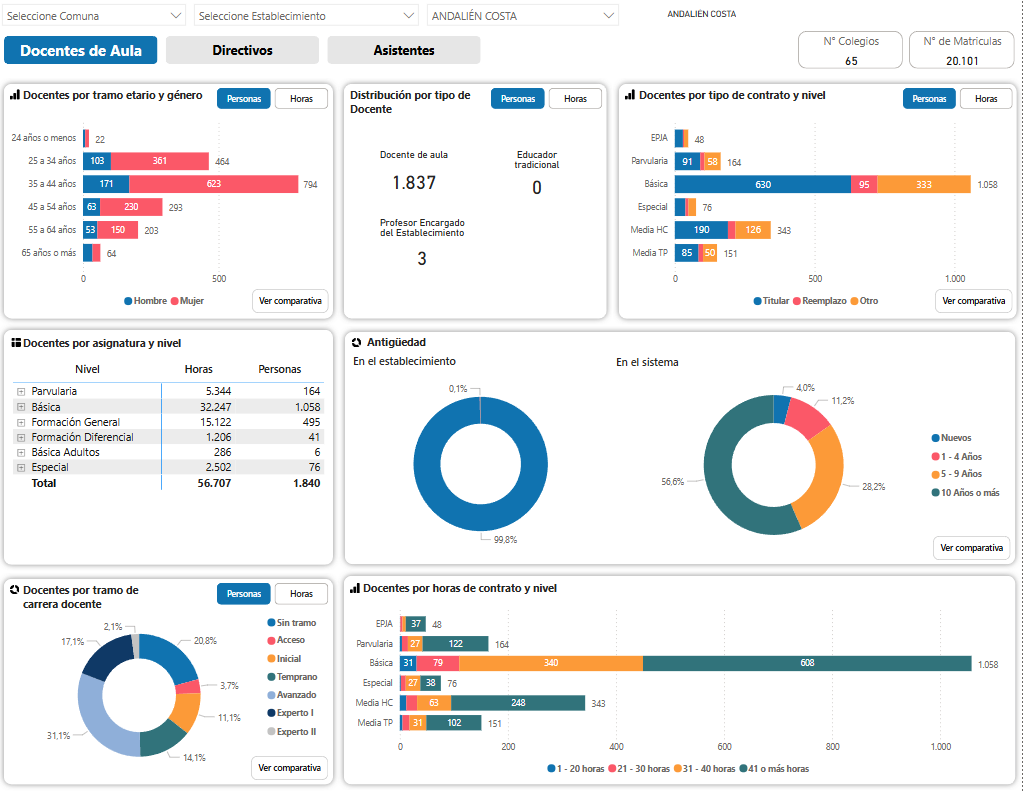 Seleccione Comuna
Seleccione Establecimiento
ANDALIÉN COSTA
ANDALIÉN COSTA
Docentes de Aula
Directivos
Asistentes
N° Colegios
65
N° de Matriculas
20.101
Docentes por tramo etario y género
Personas
Horas
24 años o menos
22
25 a 34 años
103
361
464
35 a 44 años
171
623
794
45 a 54 años
63
230
293
55 a 64 años
53
150
203
65 años o más
64
0
500
Hombre
Mujer
Ver comparativa
Distribución por tipo de
Docente
Personas
Horas
Docente de aula
1.837
Educador
tradicional
0
Profesor Encargado
del Establecimiento
3
Docentes por tipo de contrato y nivel
Personas
Horas
EPJA
48
Parvularia
91
58
164
Básica
630
95
333
1.058
Especial
76
Media HC
190
126
343
Media TP
85
50
151
0
500
1.000
Titular
Reemplazo
Otro
Ver comparativa
Docentes por asignatura y nivel
Nivel Horas Personas
Parvularia 5.344 164
Básica 32.247 1.058
Formación General 15.122 495
Formación Diferencial 1.206 41
Básica Adultos 286 6
Especial 2.502 76
Total 56.707 1.840
Antigüedad
En el establecimiento
0,1%
99,8%
En el sistema
4,0%
11,2%
28,2%
56,6%
Nuevos
1 - 4 Años
5 - 9 Años
10 Años o más
Ver comparativa
Docentes por tramo de
carrera docente
Personas
Horas
2,1%
17,1%
20,8%
3,7%
11,1%
14,1%
31,1%
Sin tramo
Acceso
Inicial
Temprano
Avanzado
Experto I
Experto II
Ver comparativa
Docentes por horas de contrato y nivel
EPJA
37
48
Parvularia
27
122
164
Básica
31
79
340
608
1.058
Especial
27
38
76
Media HC
63
248
343
Media TP
31
102
151
0
200
400
600
800
1.000
1 - 20 horas
21 - 30 horas
31 - 40 horas
41 o más horas